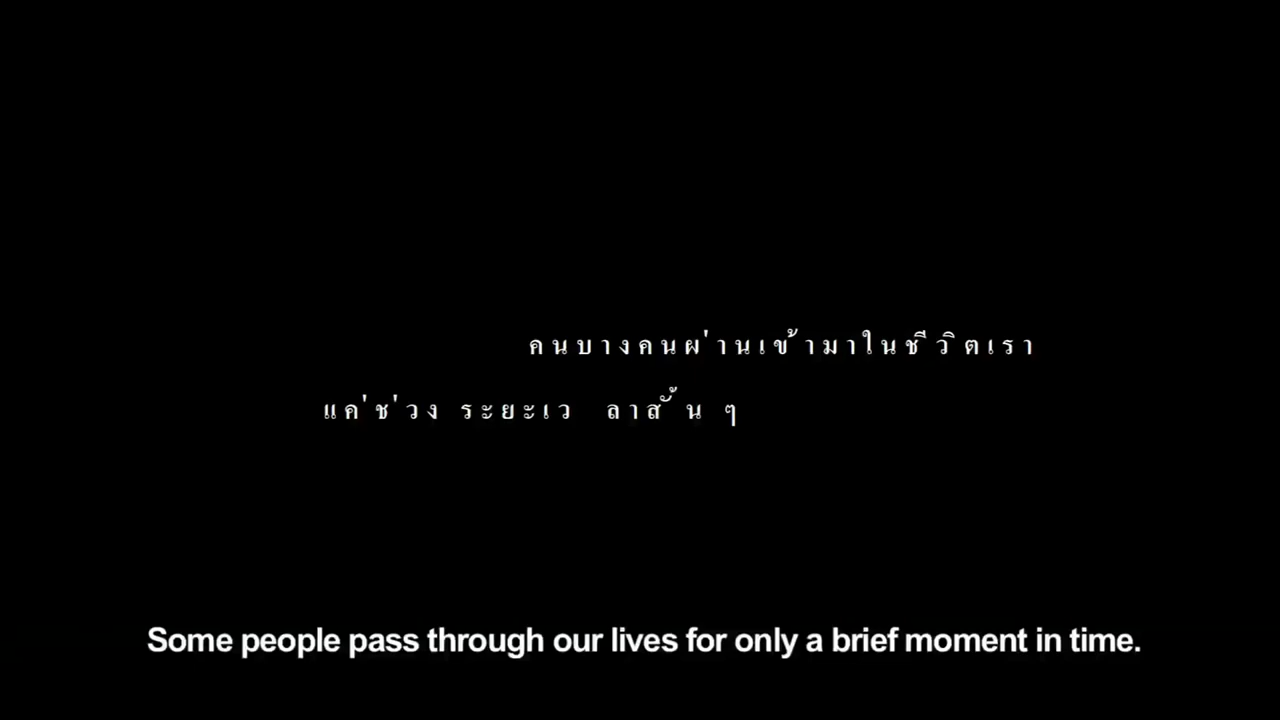 คนบางคนผ่านเข้ามาในชีวิตเรา
แค่ช่วง ระยะเว ลาสั้น ๆ
Some people pass through our lives for only a brief moment in time.